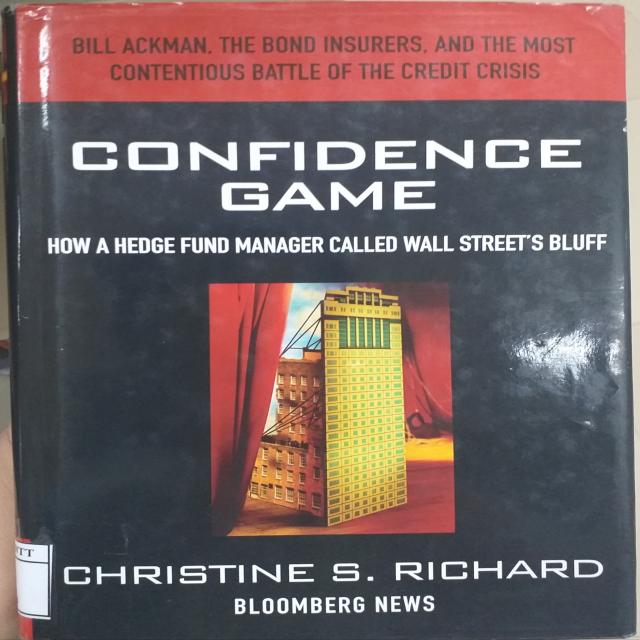 BILL ACKMAN, THE BOND INSURERS, AND THE MOST
CONTENTIOUS BATTLE OF THE CREDIT CRISIS
CONFIDENCE
GAME
HOW A HEDGE FUND MANAGER CALLED WALL STREET'S BLUFF
CHRISTINE S. RICHARD
BLOOMBERG NEWS